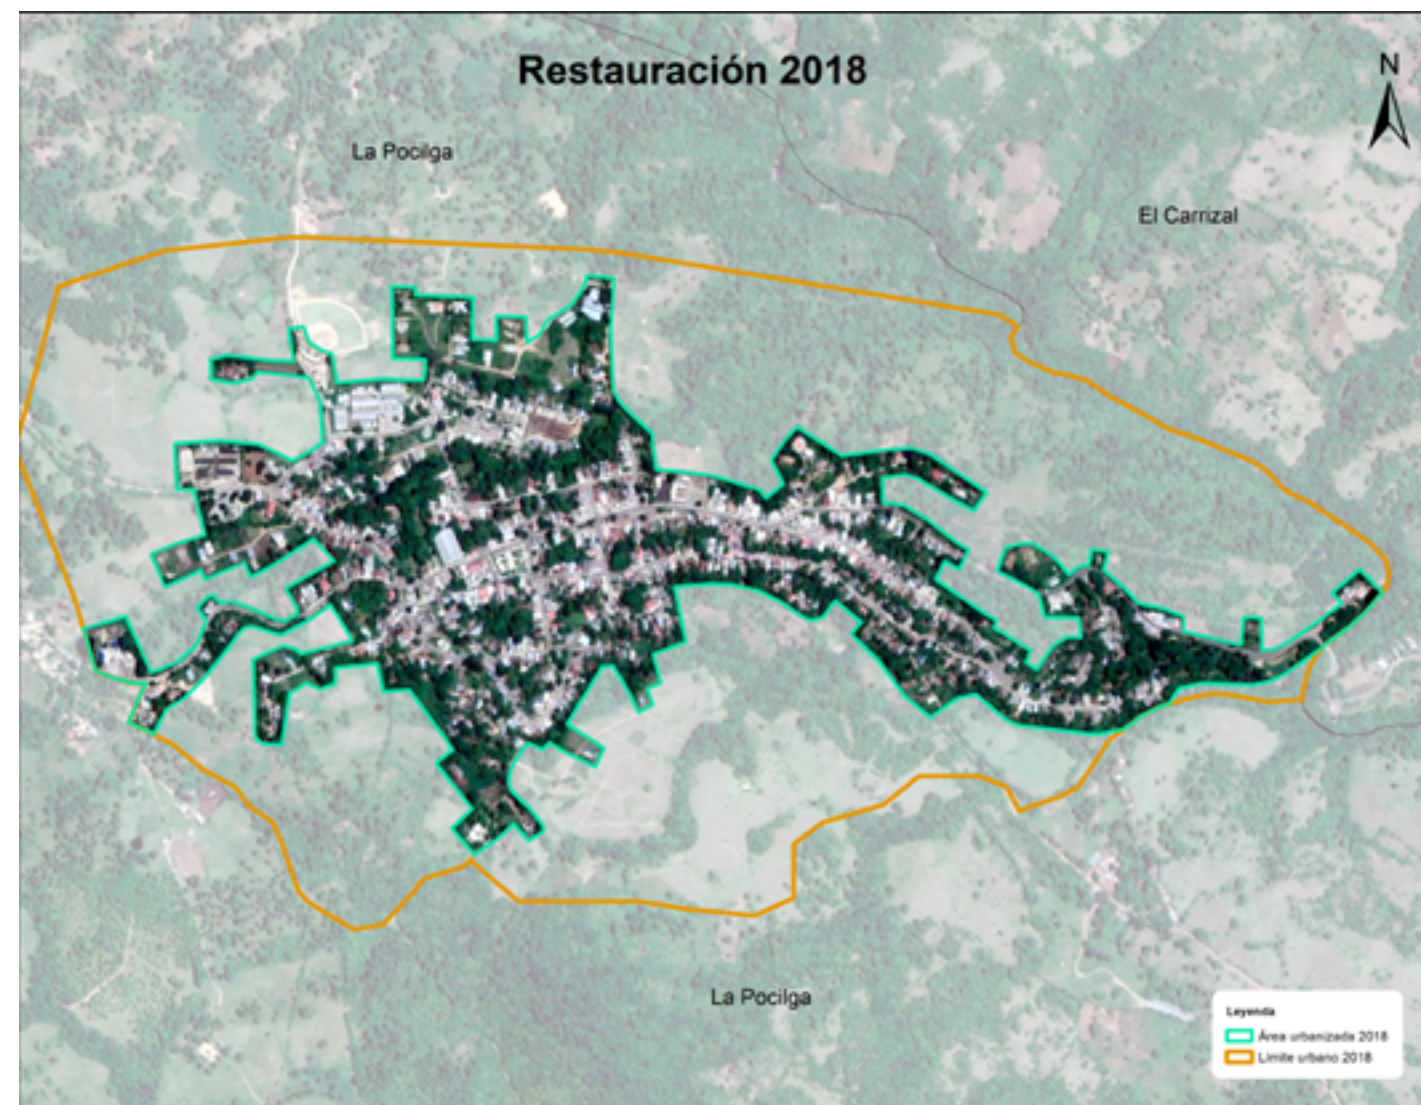 Restauración 2018
N
La Pocilga
El Carrizal
La Pocilga
Leyenda
Área urbanizada 2018
Límite urbano 2018